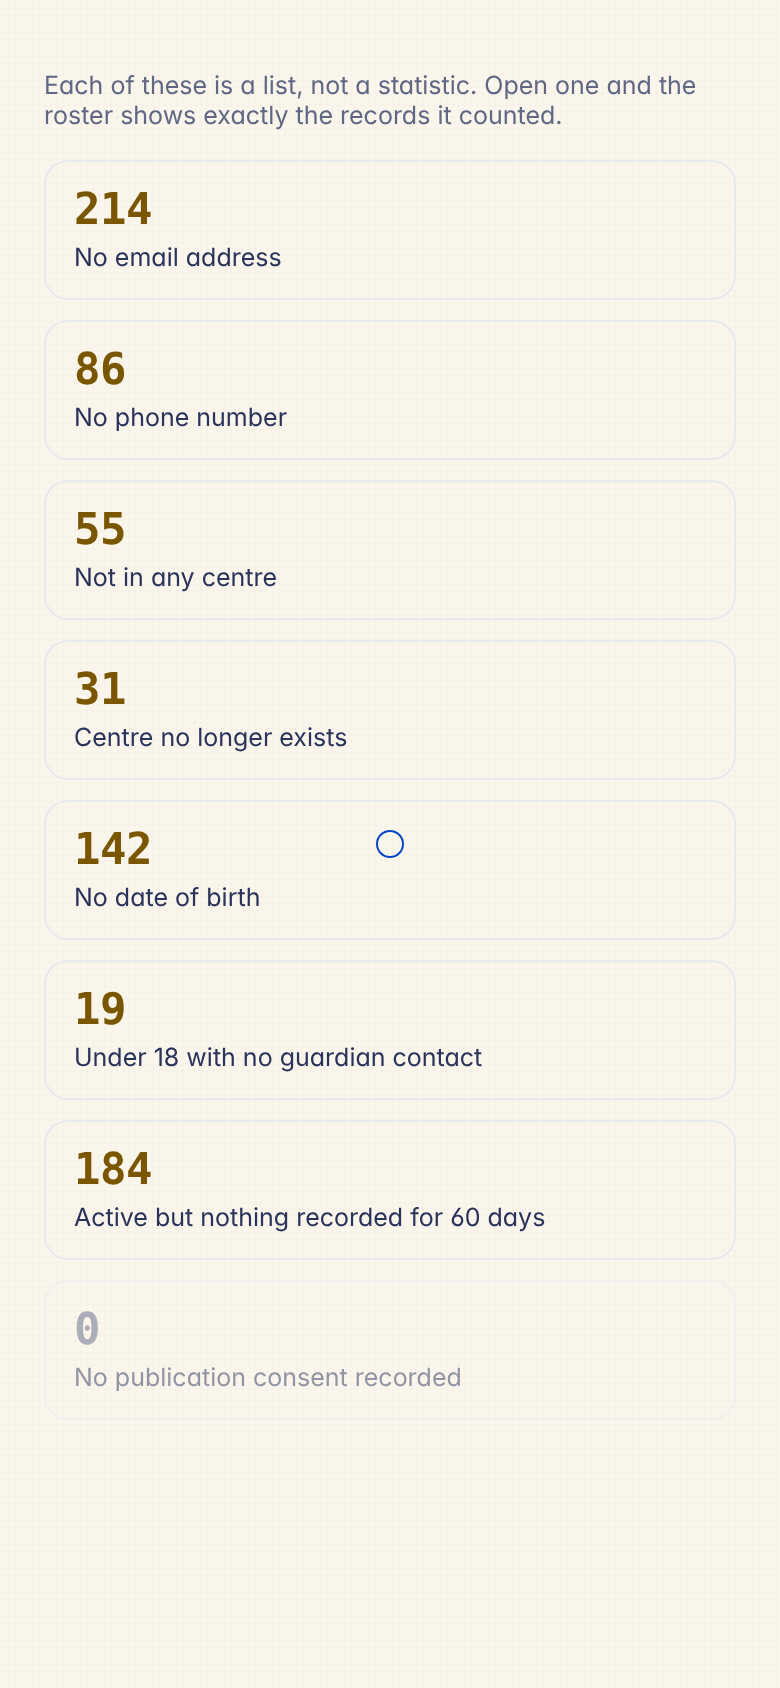 Each of these is a list, not a statistic. Open one and the
roster shows exactly the records it counted.
214
No email address
86
No phone number
55
Not in any centre
31
Centre no longer exists
142
No date of birth
19
Under 18 with no guardian contact
184
Active but nothing recorded for 60 days
0
No publication consent recorded